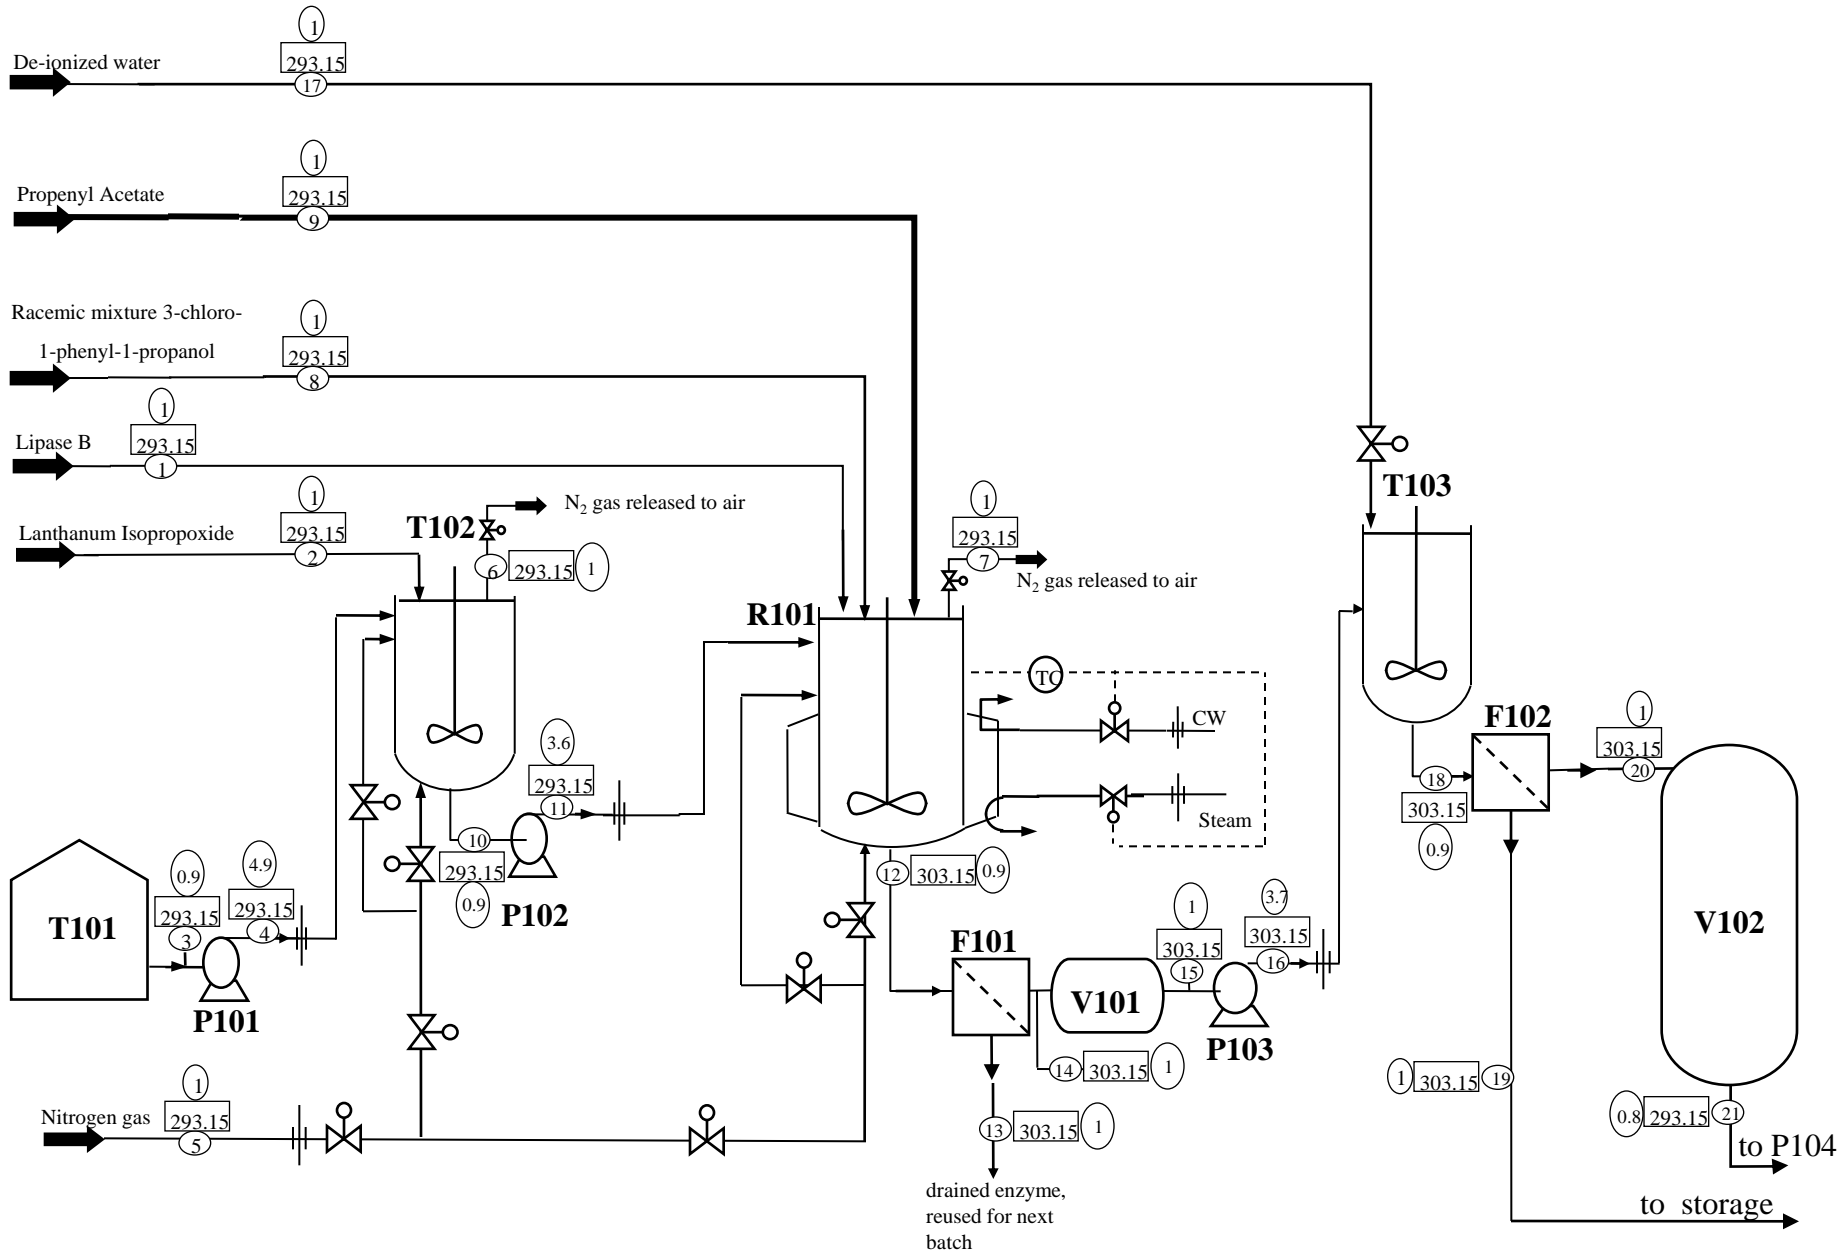 1
293.15
De-ionized water
17
1
293.15
Propenyl Acetate
9
Racemic mixture 3-chloro-
1-phenyl-1-propanol
1
293.15
8
1
293.15
Lipase B
1
1
293.15
Lanthanum Isopropoxide
2
T102
N2 gas released to air
6
293.15
1
1
293.15
7
N2 gas released to air
R101
T103
TC
CW
Steam
3.6
293.15
11
10
293.15
0.9
P102
T101
0.9
293.15
3
4.9
293.15
4
P101
1
293.15
Nitrogen gas
5
12
303.15
0.9
F101
V101
14
303.15
1
13
303.15
1
drained enzyme,
reused for next
batch
1
303.15
15
3.7
303.15
16
P103
18
303.15
0.9
F102
1
303.15
20
V102
1
303.15
19
0.8
293.15
21
to P104
to storage